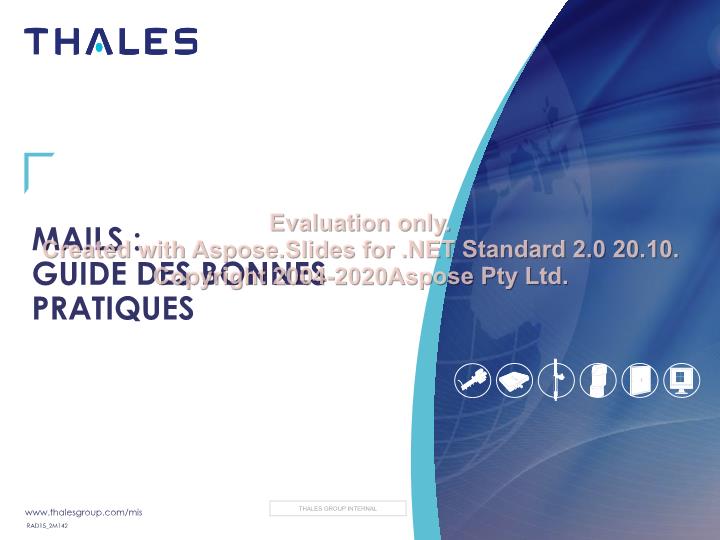 THALES
MAILS :
GUIDE DES BONNES
PRATIQUES
Evaluation only.
Created with Aspose.Slides for .NET Standard 2.0 20.10.
Copyright 2004-2020Aspose Pty Ltd.
www.thalesgroup.com/mis
RAD15_2M142
THALES GROUP INTERNAL